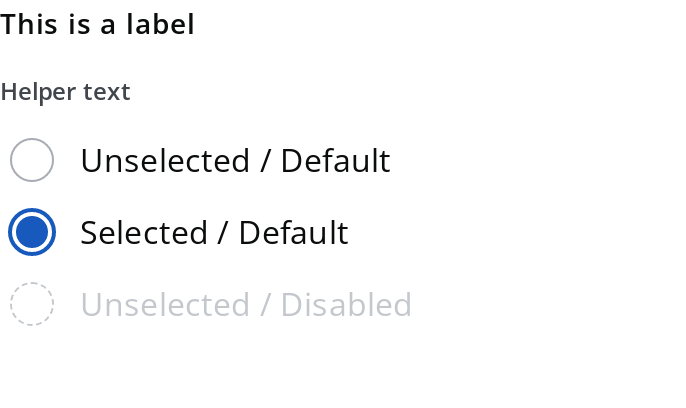 This is a label
Helper text
Unselected / Default
Selected / Default
Unselected / Disabled